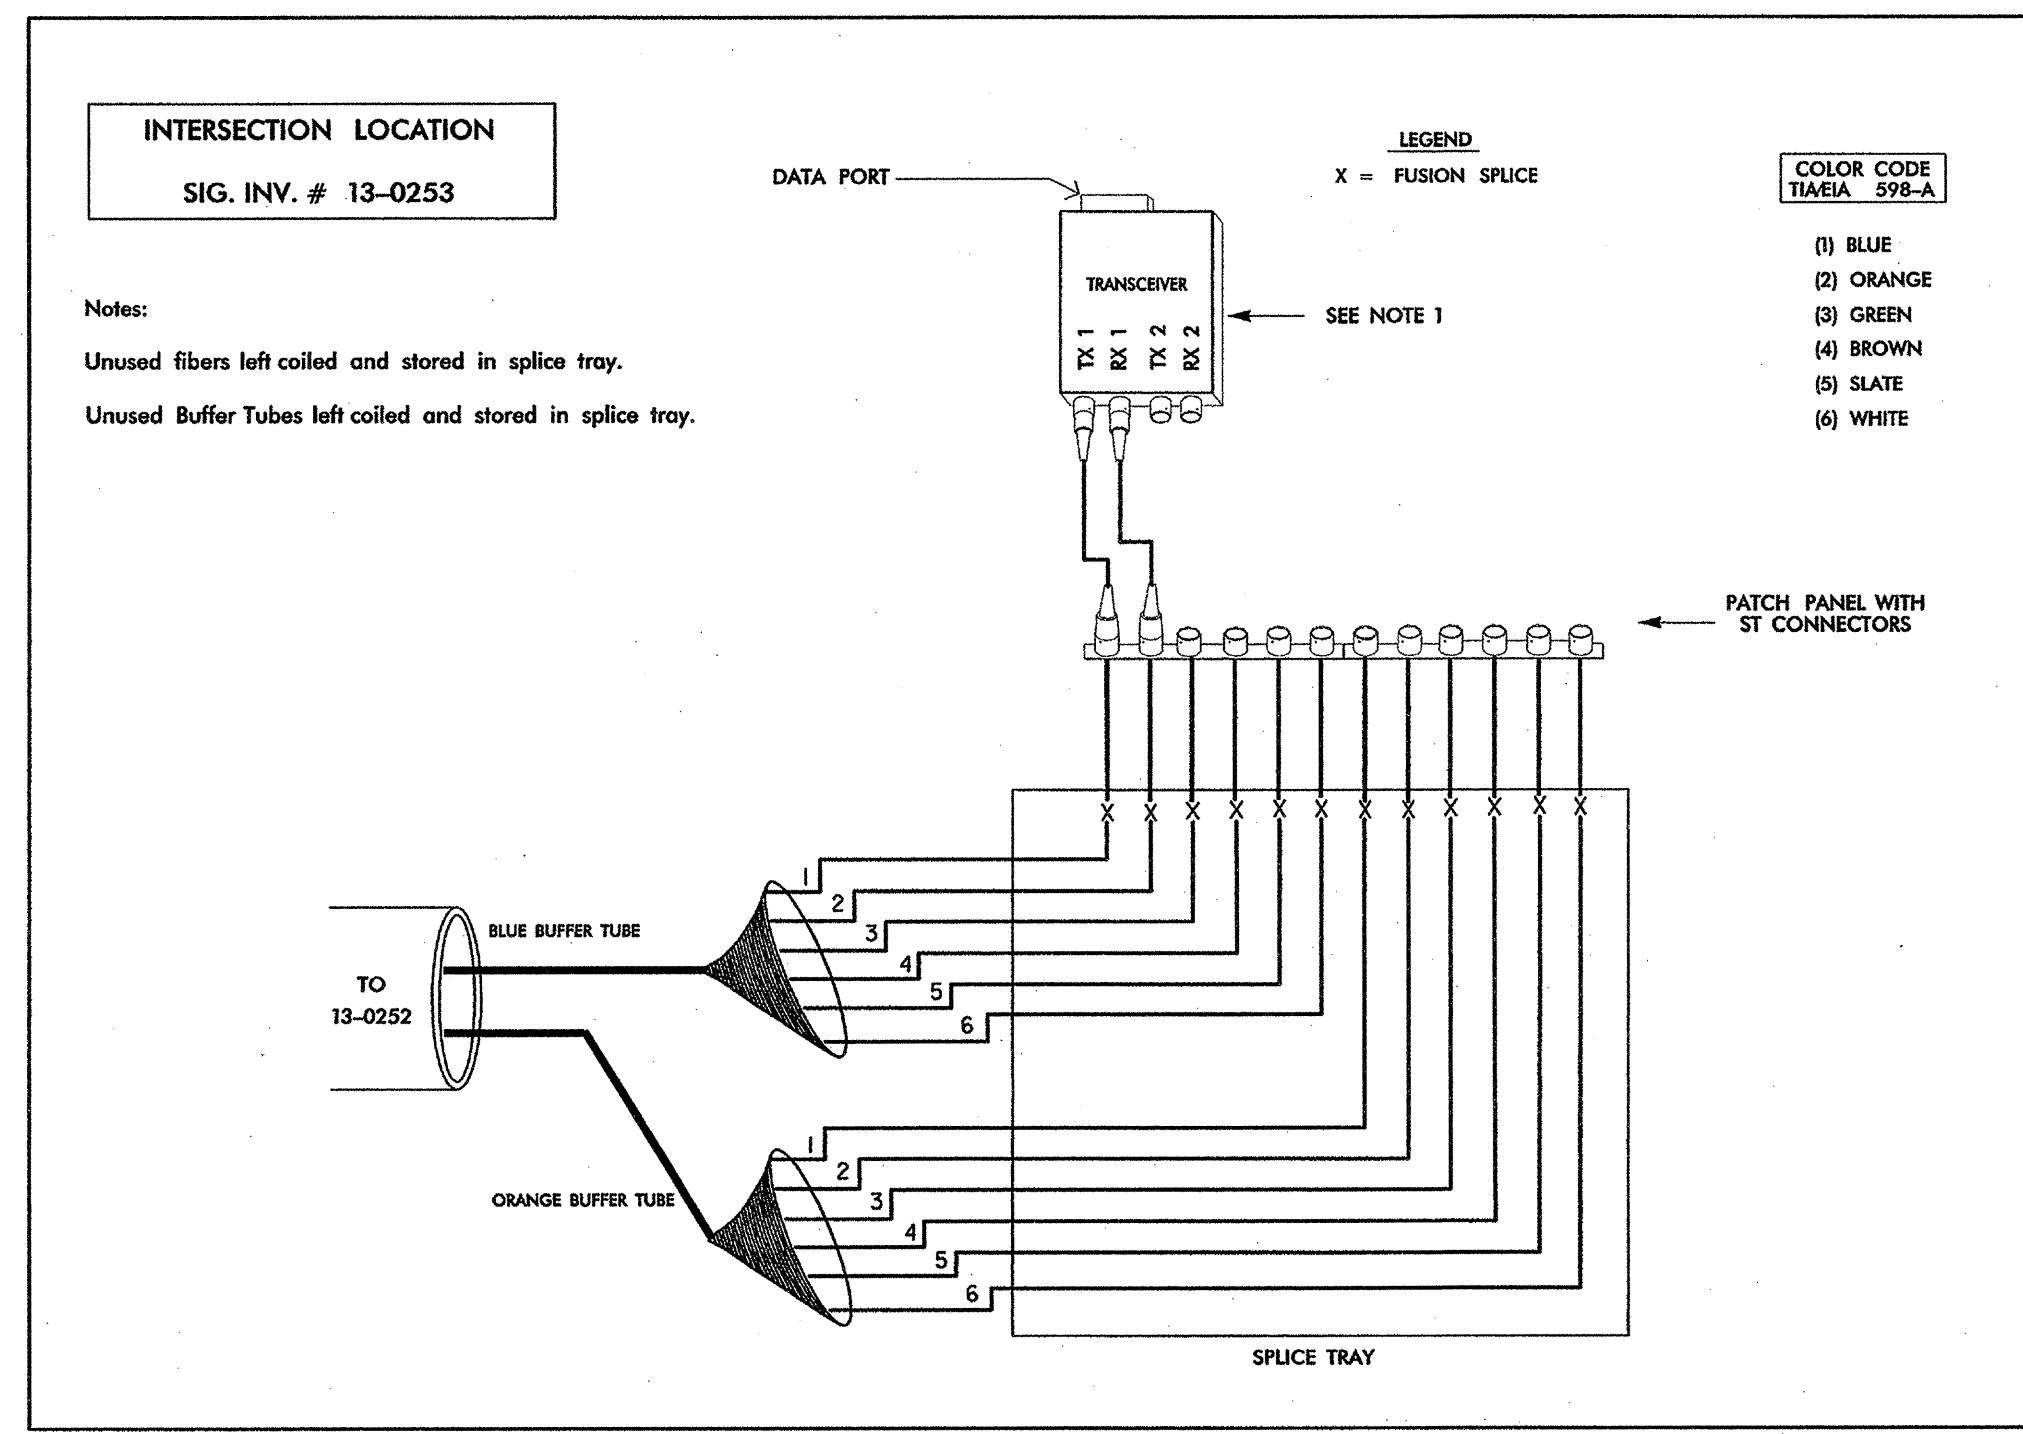 INTERSECTION LOCATION
SIG. INV. # 13-0253
Notes:
Unused fibers left coiled and stored in splice tray.
Unused Buffer Tubes left coiled and stored in splice tray.
DATA PORT
LEGEND
X = FUSION SPLICE
COLOR CODE
TIA/EIA 598-A
(1) BLUE
(2) ORANGE
(3) GREEN
(4) BROWN
(5) SLATE
(6) WHITE
TRANSCEIVER
TX 1
RX 1
TX 2
RX 2
SEE NOTE 1
PATCH PANEL WITH
ST CONNECTORS
X X X X X X X X X X X X
BLUE BUFFER TUBE
1
2
3
4
5
6
TO
13-0252
ORANGE BUFFER TUBE
1
2
3
4
5
6
SPLICE TRAY